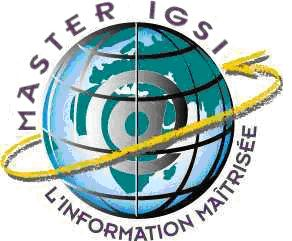 MASTER IGSI
@
L'INFORMATION MAÎTRISÉE